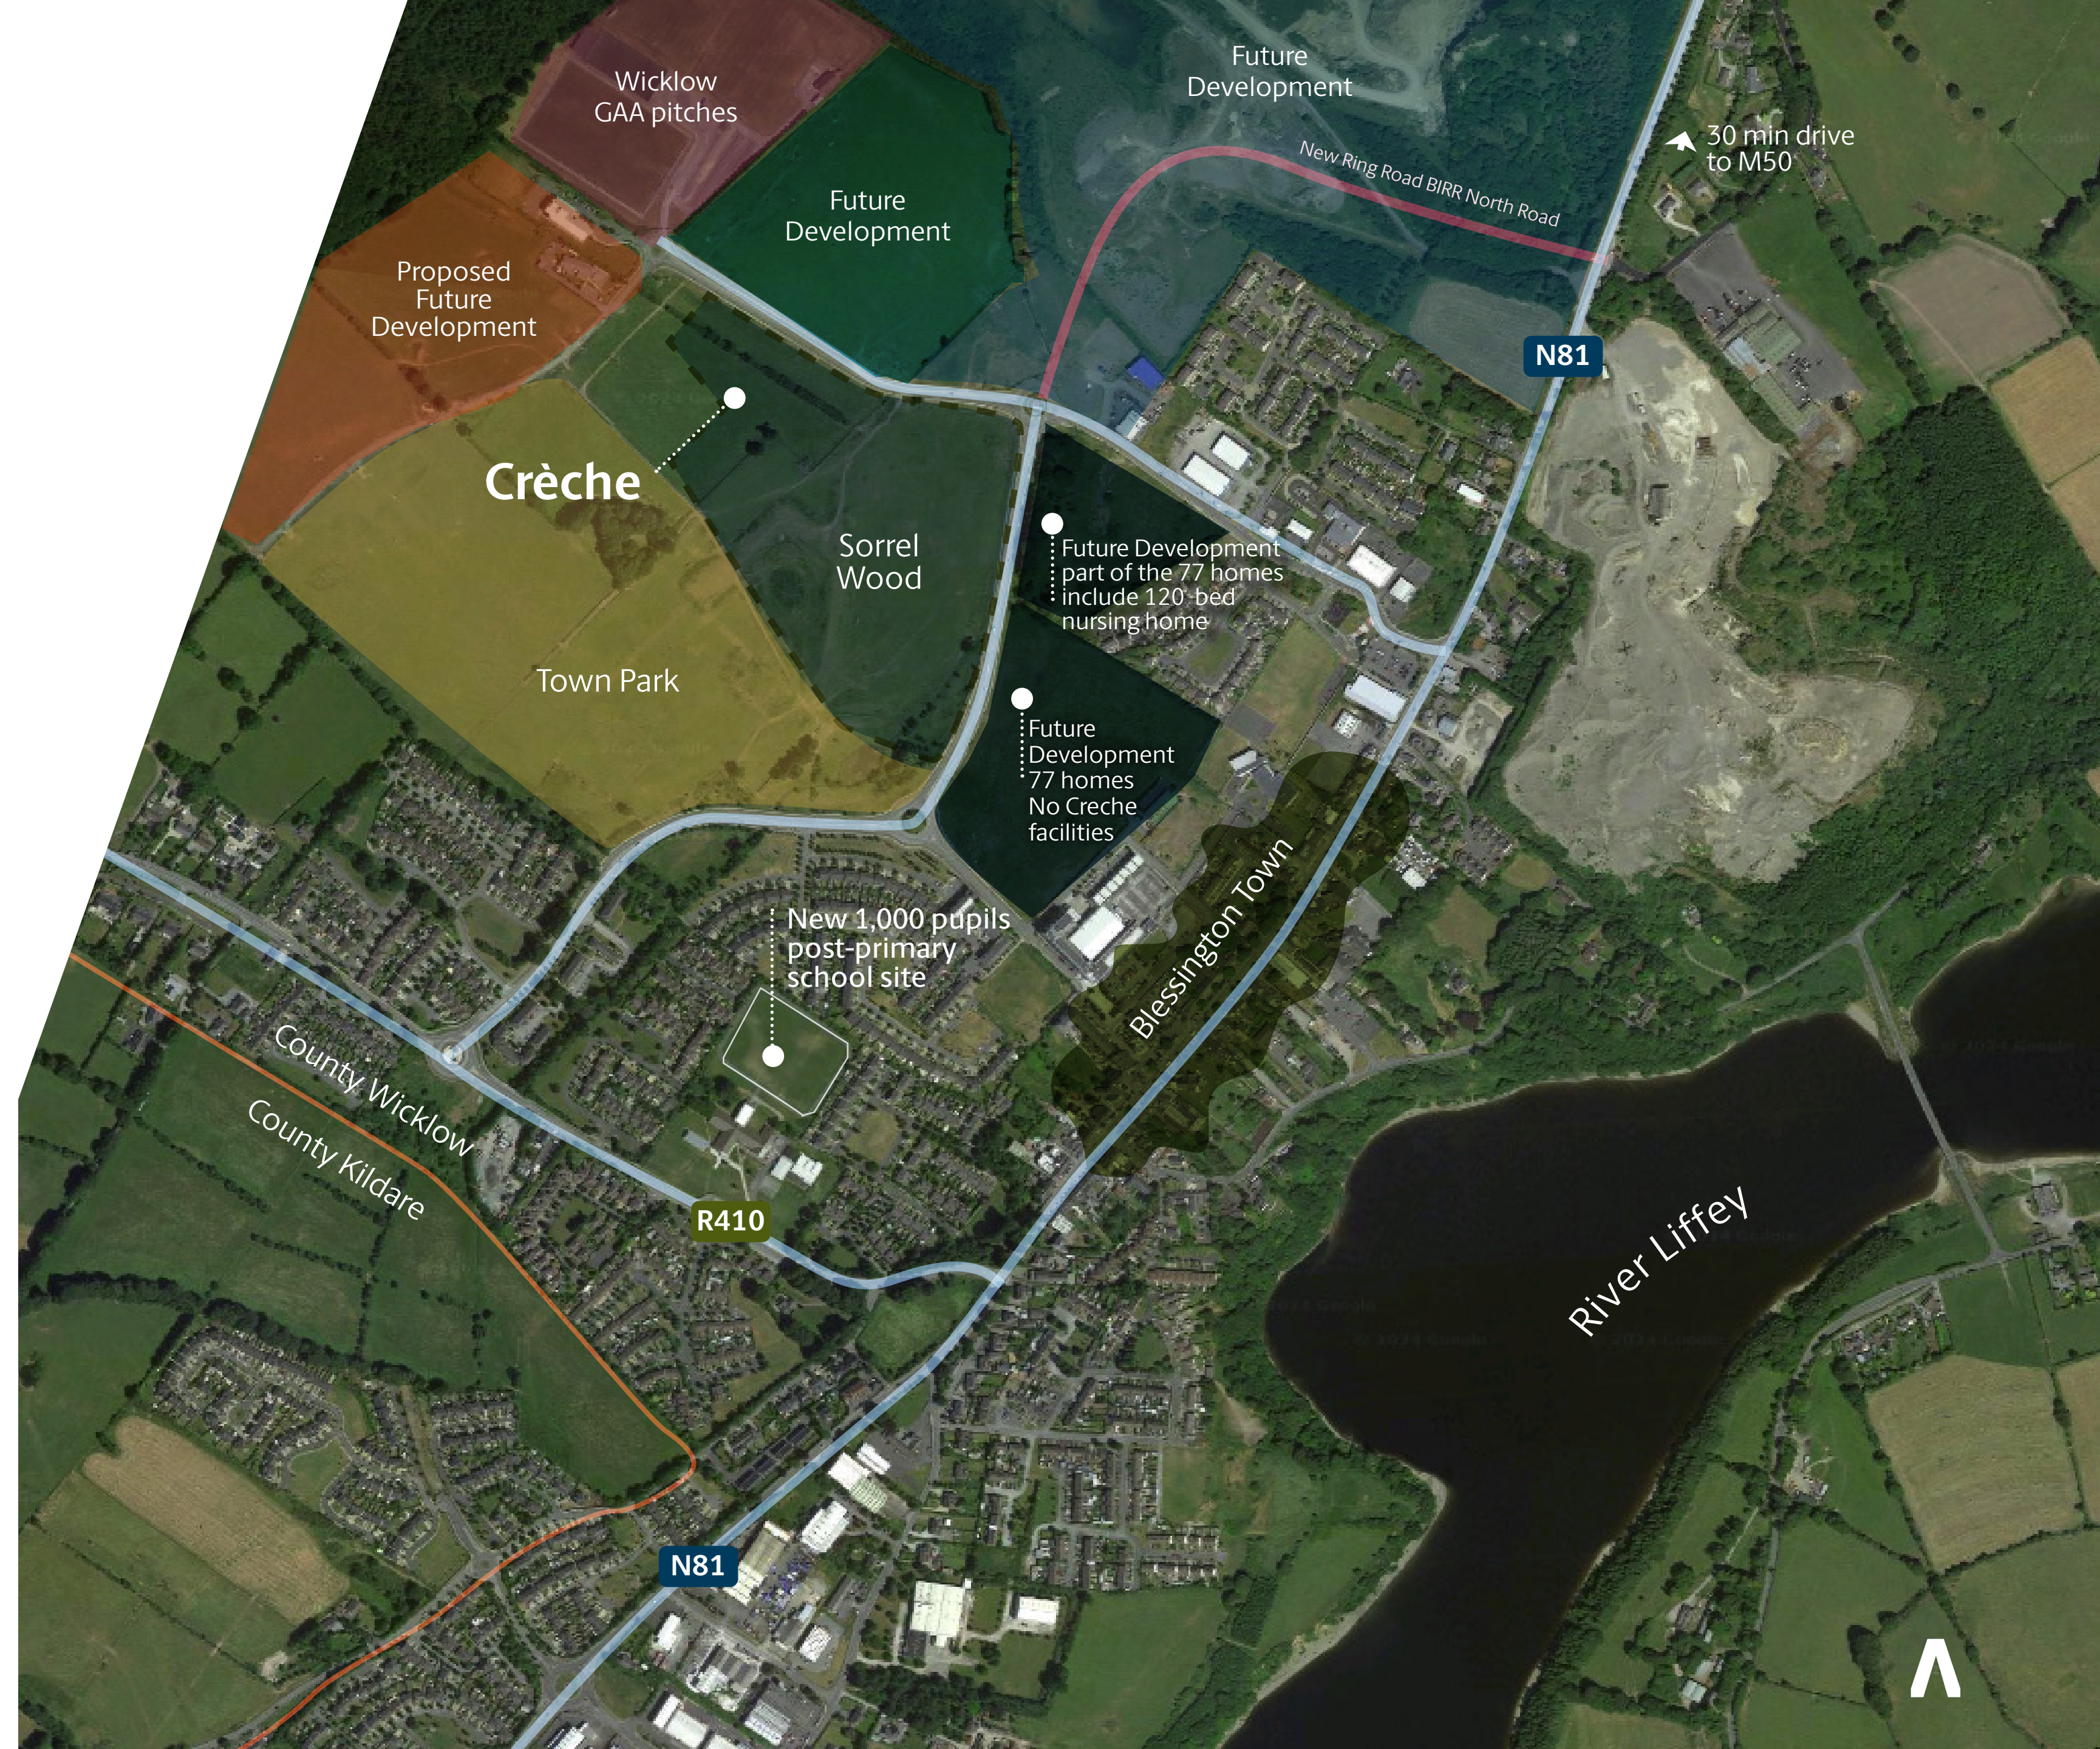 Future
Development
Wicklow
GAA pitches
30 min drive
to M50
New Ring Road BIRR North Road
Future
Development
Proposed
Future
Development
N81
Crèche
Sorrel
Wood
Future Development
part of the 77 homes
include 120-bed
nursing home
Town Park
Future
Development
77 homes
No Creche
facilities
Blessington Town
New 1,000 pupils
post-primary
school site
County Wicklow
County Kildare
R410
River Liffey
N81